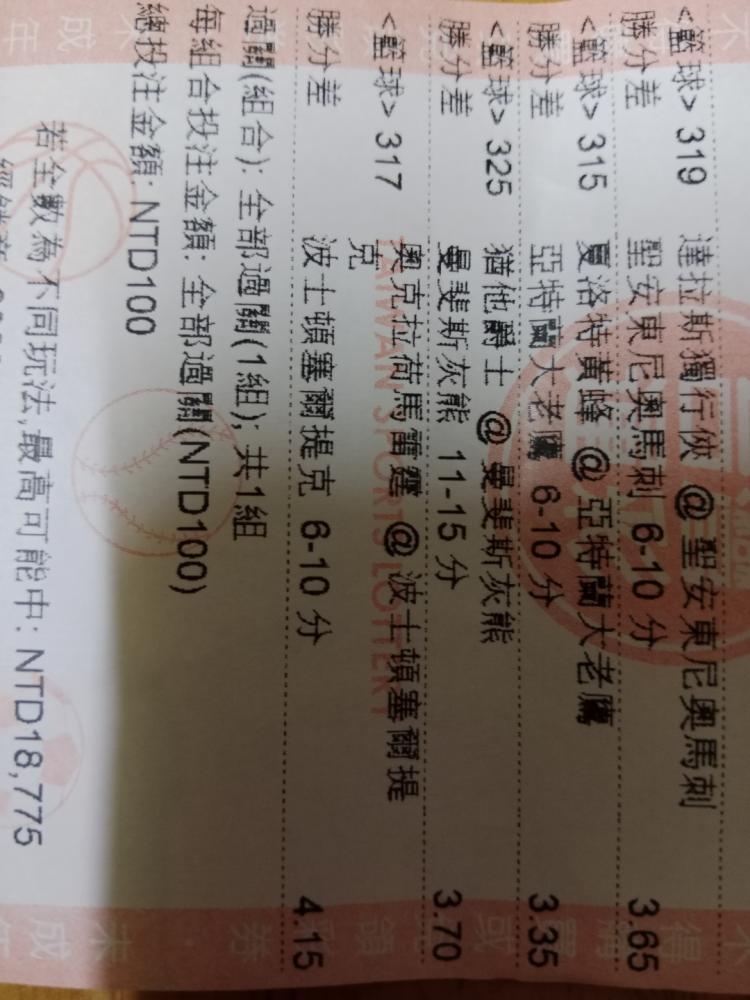 <籃球> 319 達拉斯獨行俠 @ 聖安東尼奧馬刺
勝分差 聖安東尼奧馬刺 6-10 分 3.65
<籃球> 315 夏洛特黃蜂 @ 亞特蘭大老鷹
勝分差 亞特蘭大老鷹 6-10 分 3.35
<籃球> 325 猶他爵士 @ 曼斐斯灰熊
勝分差 曼斐斯灰熊 11-15 分 3.70
<籃球> 317 奧克拉荷馬雷霆 @ 波士頓塞爾提
克
勝分差 波士頓塞爾提克 6-10 分 4.15
過關(組合): 全部過關(1組); 共1組
每組合投注金額: 全部過關(NTD100)
總投注金額: NTD100
若全數為不同玩法,最高可能中: NTD18,775
TAIWAN SPORTS LOTTERY